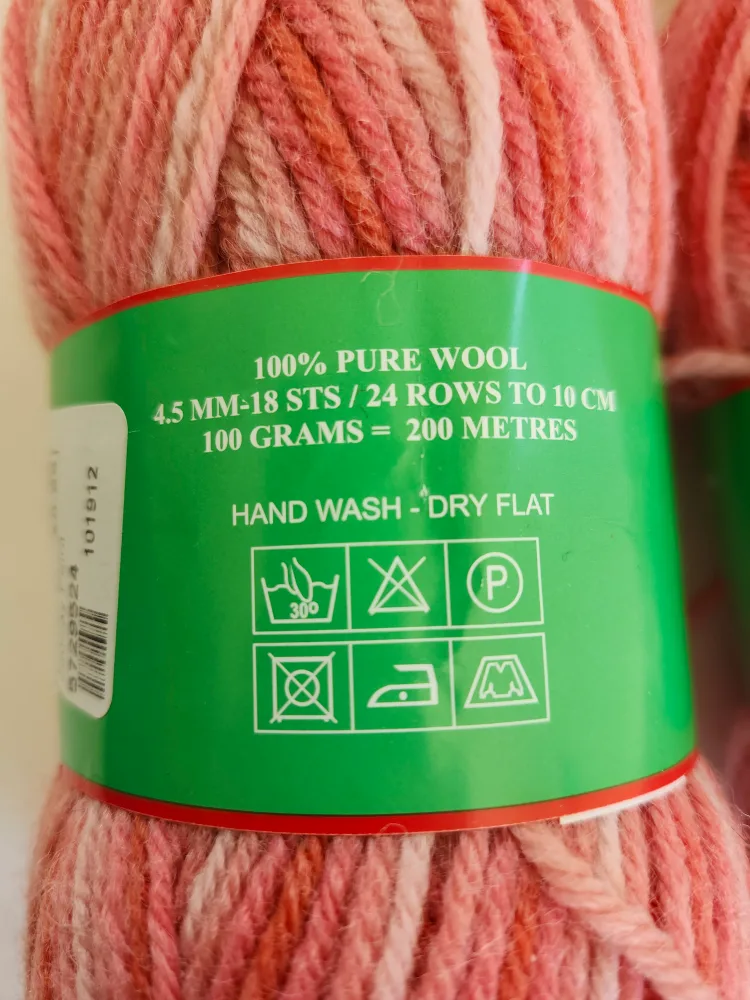 100% PURE WOOL
4.5 MM-18 STS / 24 ROWS TO 10 CM
100 GRAMS = 200 METRES
HAND WASH - DRY FLAT
30º
P
101912